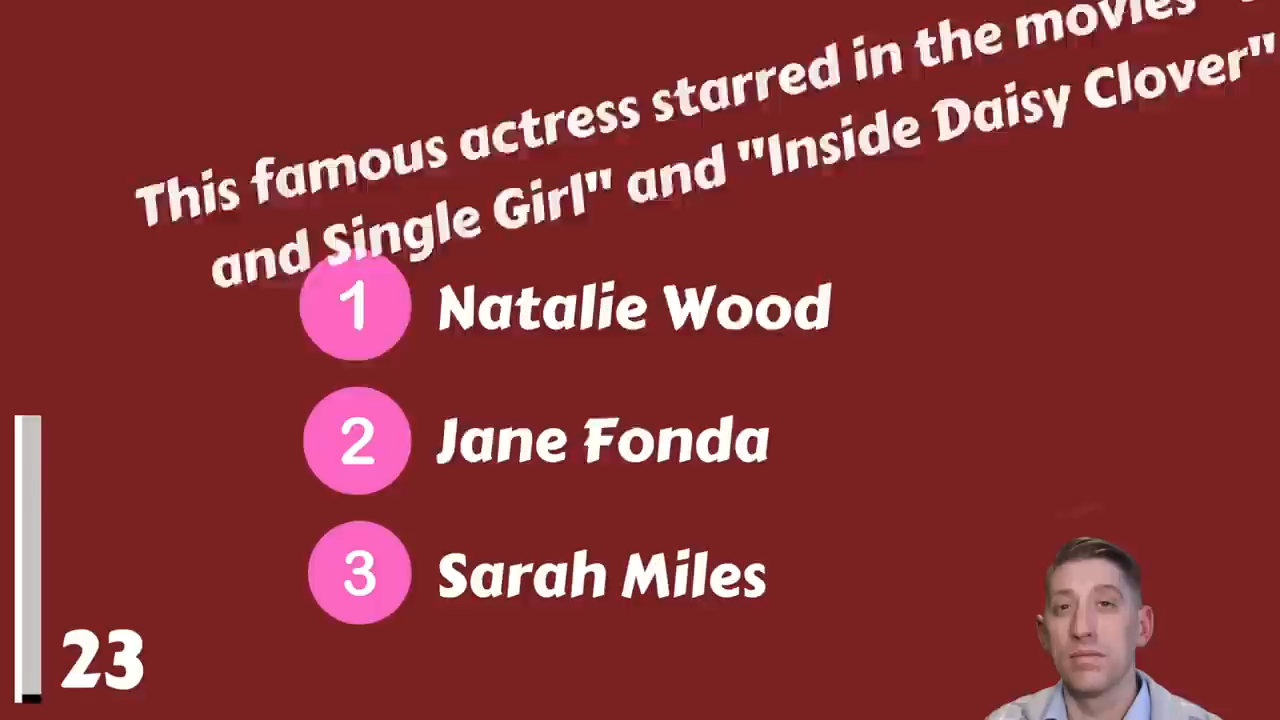 This famous actress starred in the movies "
and Single Girl" and "Inside Daisy Clover"
1 Natalie Wood
2 Jane Fonda
3 Sarah Miles
23